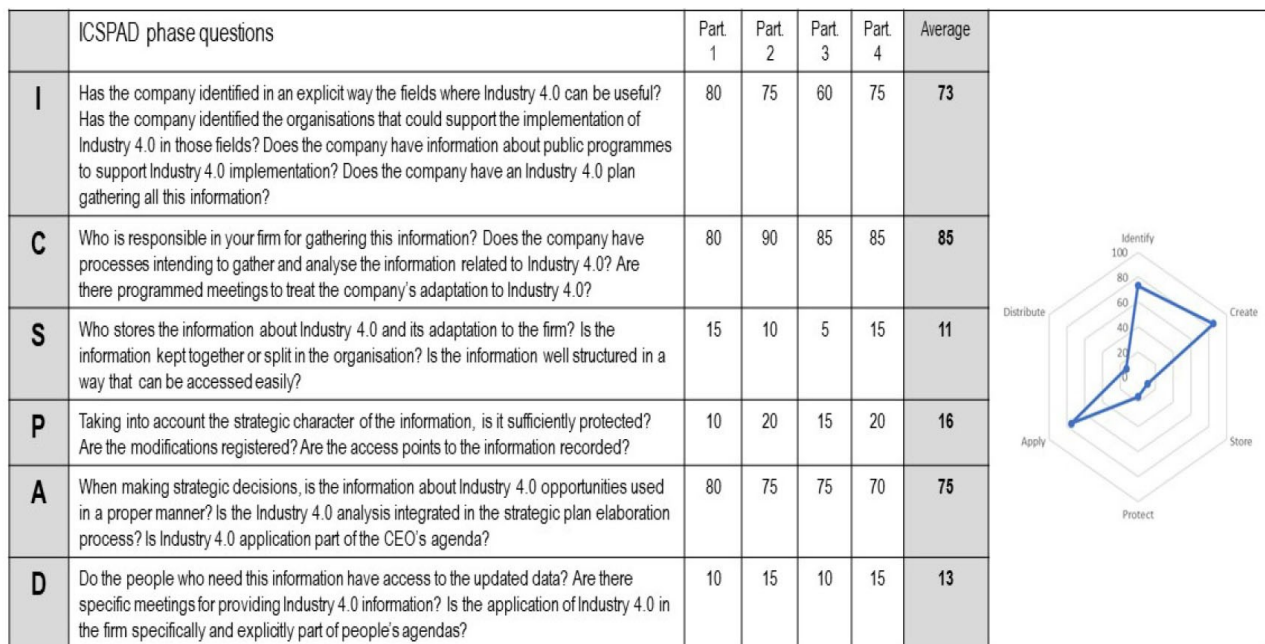 ICSPAD phase questions Part. 1 Part. 2 Part. 3 Part. 4 Average
I Has the company identified in an explicit way the fields where Industry 4.0 can be useful? 80 75 60 75 73
Has the company identified the organisations that could support the implementation of
Industry 4.0 in those fields? Does the company have information about public programmes
to support Industry 4.0 implementation? Does the company have an Industry 4.0 plan
gathering all this information?
C Who is responsible in your firm for gathering this information? Does the company have 80 90 85 85 85
processes intending to gather and analyse the information related to Industry 4.0? Are
there programmed meetings to treat the company's adaptation to Industry 4.0?
S Who stores the information about Industry 4.0 and its adaptation to the firm? Is the 15 10 5 15 11
information kept together or split in the organisation? Is the information well structured in a
way that can be accessed easily?
P Taking into account the strategic character of the information, is it sufficiently protected? 10 20 15 20 16
Are the modifications registered? Are the access points to the information recorded?
A When making strategic decisions, is the information about Industry 4.0 opportunities used 80 75 75 70 75
in a proper manner? Is the Industry 4.0 analysis integrated in the strategic plan elaboration
process? Is Industry 4.0 application part of the CEO's agenda?
D Do the people who need this information have access to the updated data? Are there 10 15 10 15 13
specific meetings for providing Industry 4.0 information? Is the application of Industry 4.0 in
the firm specifically and explicitly part of people's agendas?
Identify
100
80
60
40
20
0
Distribute
Create
Apply
Store
Protect